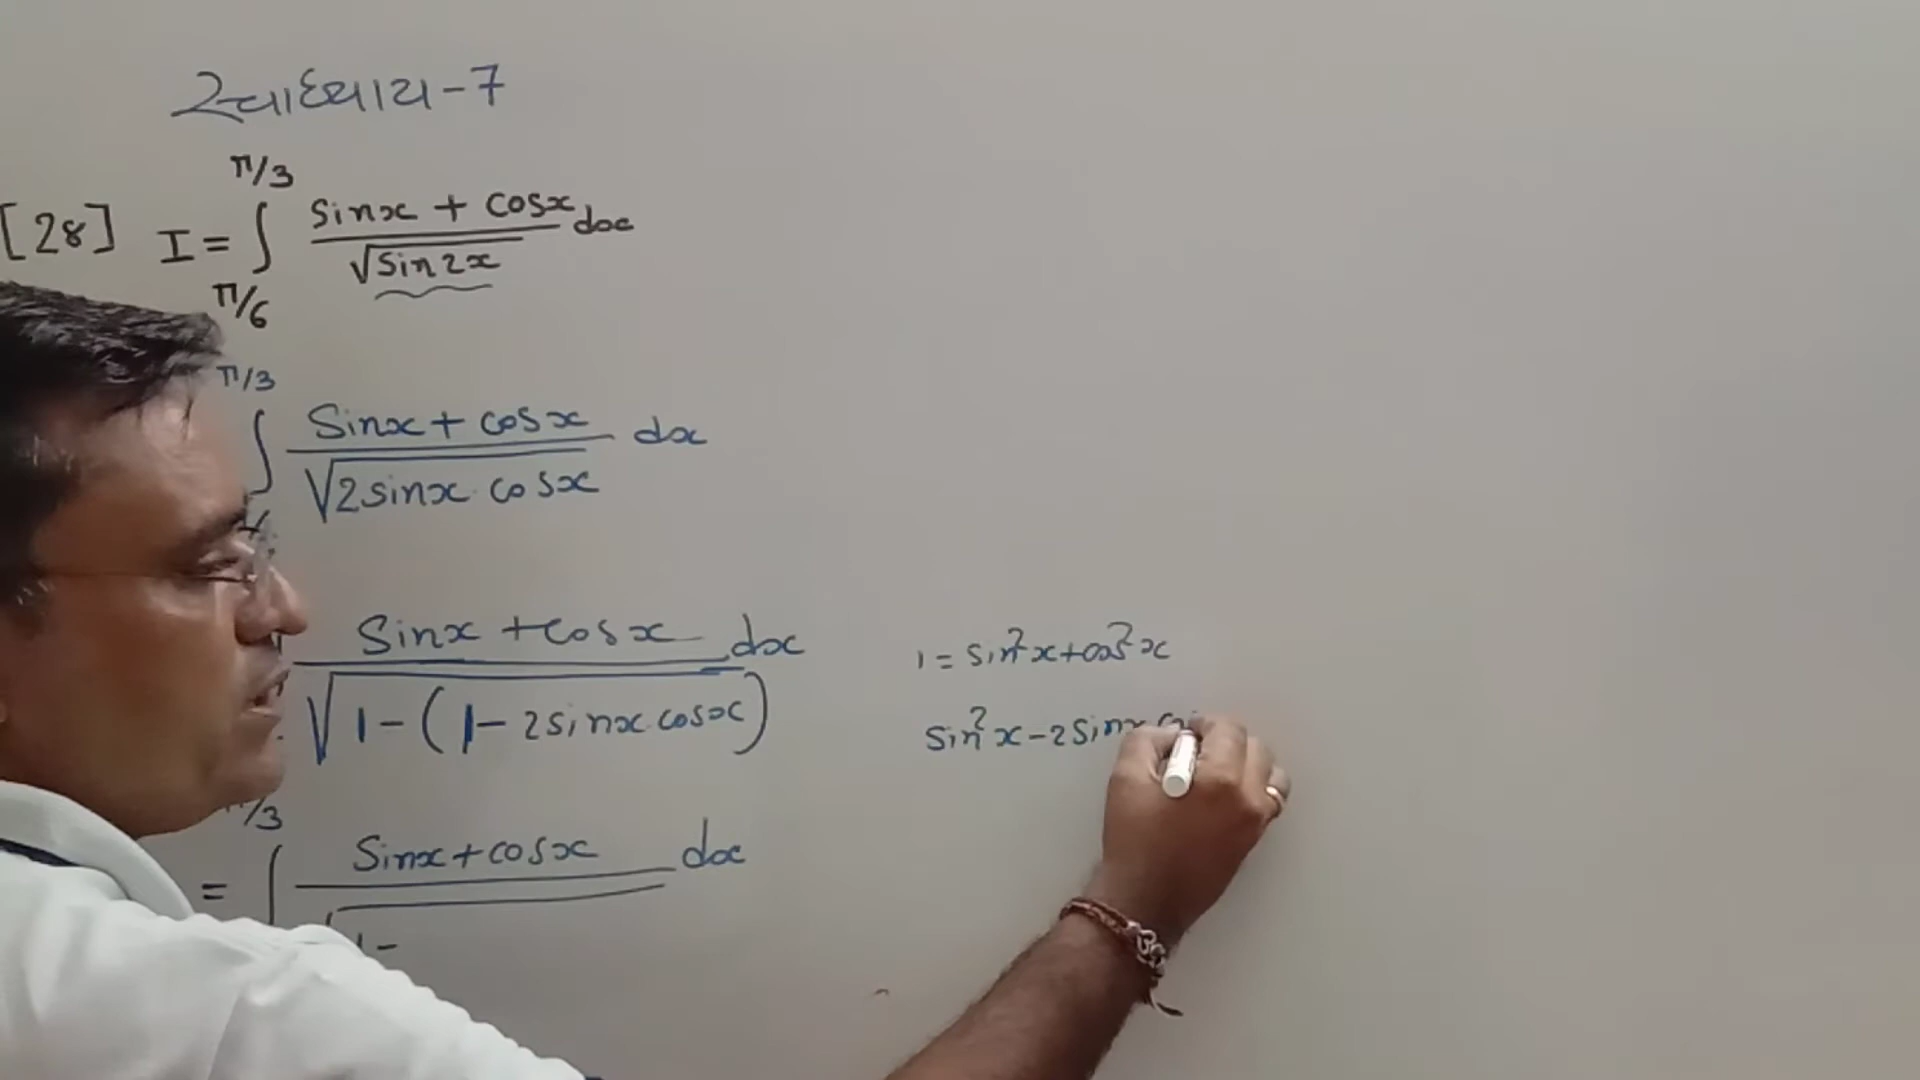 સ્વાધ્યાય-7
π/3
[28] I = ∫ sinx + cosx / √sin2x dx
π/6
π/3
∫ Sinx + cosx / √2sinx cosx dx
Sinx + cosx / √1-(1-2sinx cosx) dx
1 = sin²x+cos²x
sin²x-2sinx
π/3
= ∫ Sinx+cosx / √1- dx